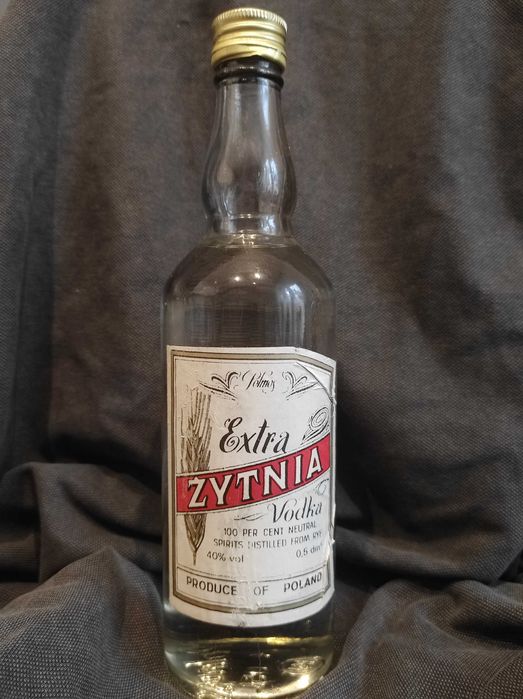 Polmos
Extra
ŻYTNIA
Vodka
100 PER CENT NEUTRAL
SPIRITS DISTILLED FROM RYE
40% vol 0,5 dm³
PRODUCE OF POLAND